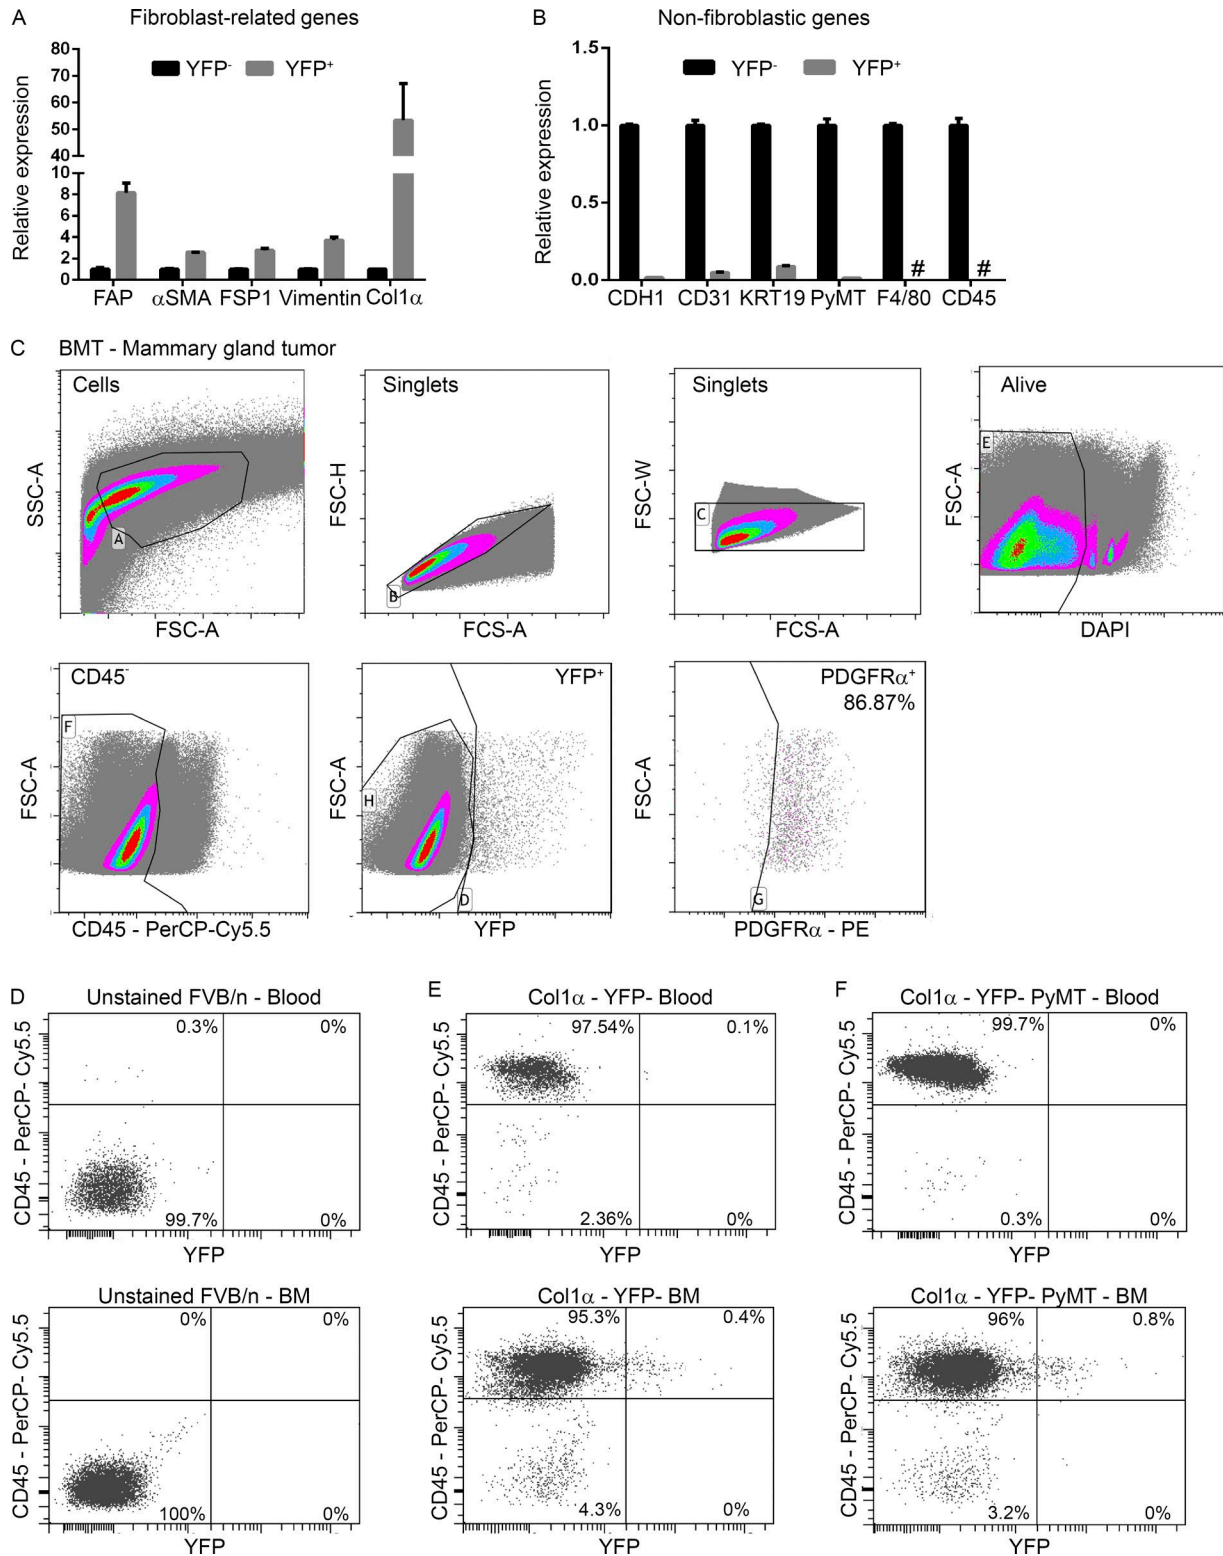 A
Fibroblast-related genes
Relative expression
80
70
60
50
40
10
8
6
4
2
0
YFP⁻
YFP⁺
FAP αSMA FSP1 Vimentin Col1α
B
Non-fibroblastic genes
Relative expression
1.5
1.0
0.5
0.0
YFP⁻
YFP⁺
# #
CDH1 CD31 KRT19 PyMT F4/80 CD45
C BMT - Mammary gland tumor
Cells
SSC-A
A
FSC-A
Singlets
FSC-H
B
FCS-A
Singlets
FSC-W
C
FCS-A
Alive
FSC-A
E
DAPI
CD45⁻
FSC-A
F
CD45 - PerCP-Cy5.5
YFP⁺
FSC-A
H
D
YFP
PDGFRα⁺
86.87%
FSC-A
G
PDGFRα - PE
D
Unstained FVB/n - Blood
0.3% 0%
CD45 - PerCP- Cy5.5
99.7% 0%
YFP
Unstained FVB/n - BM
0% 0%
CD45 - PerCP- Cy5.5
100% 0%
YFP
E
Col1α - YFP- Blood
97.54% 0.1%
CD45 - PerCP- Cy5.5
2.36% 0%
YFP
Col1α - YFP- BM
95.3% 0.4%
CD45 - PerCP- Cy5.5
4.3% 0%
YFP
F
Col1α - YFP- PyMT - Blood
99.7% 0%
CD45 - PerCP- Cy5.5
0.3% 0%
YFP
Col1α - YFP- PyMT - BM
96% 0.8%
CD45 - PerCP- Cy5.5
3.2% 0%
YFP